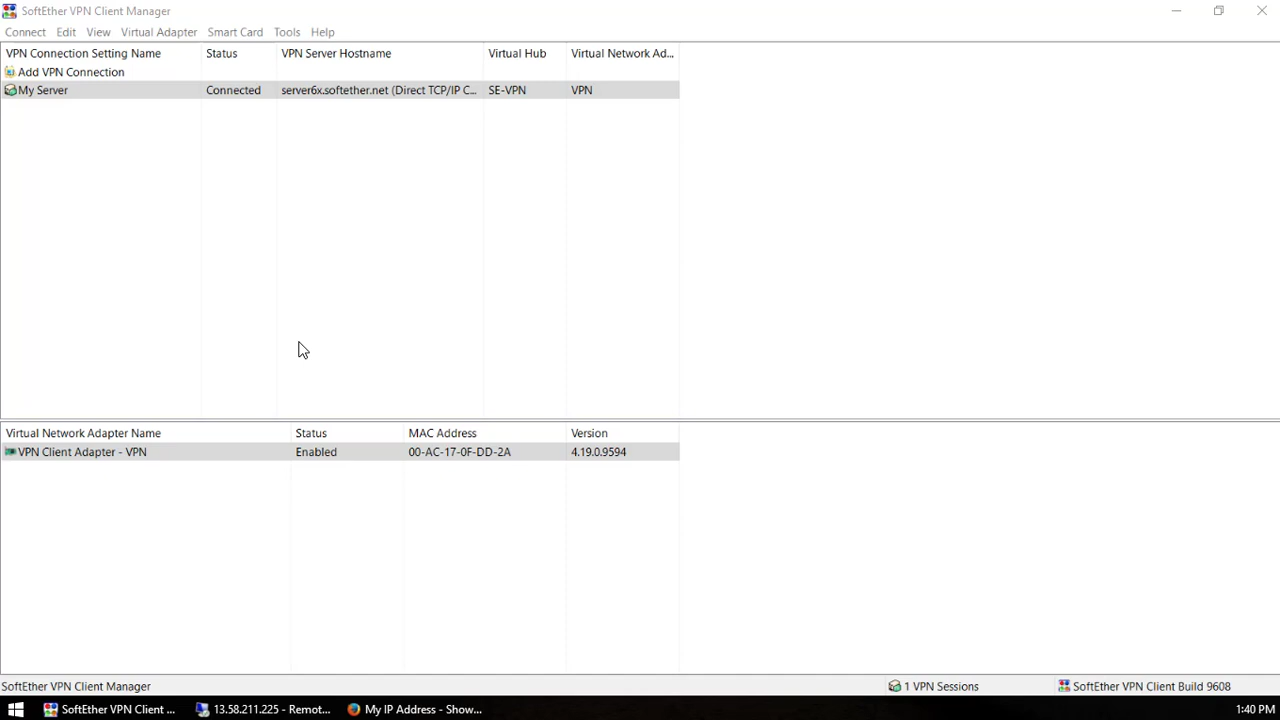 SoftEther VPN Client Manager
Connect Edit View Virtual Adapter Smart Card Tools Help
VPN Connection Setting Name Status VPN Server Hostname Virtual Hub Virtual Network Ad...
Add VPN Connection
My Server Connected server6x.softether.net (Direct TCP/IP C... SE-VPN VPN
Virtual Network Adapter Name Status MAC Address Version
VPN Client Adapter - VPN Enabled 00-AC-17-0F-DD-2A 4.19.0.9594
SoftEther VPN Client Manager 1 VPN Sessions SoftEther VPN Client Build 9608
SoftEther VPN Client ... 13.58.211.225 - Remot... My IP Address - Show... 1:40 PM